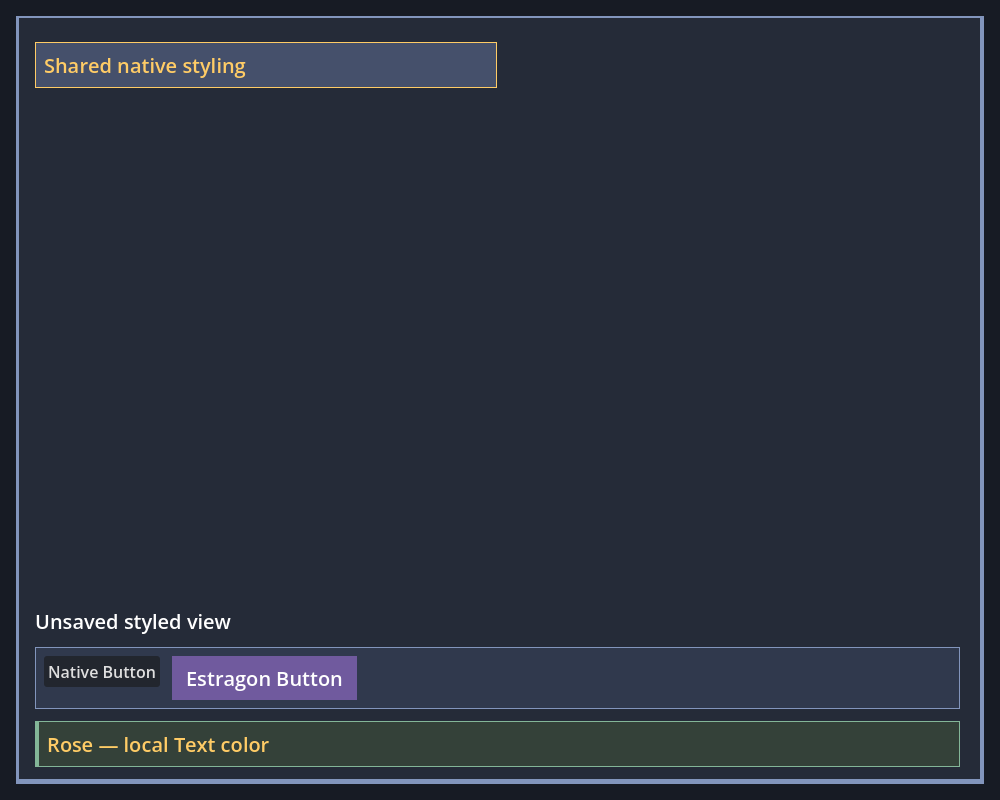 Shared native styling
Unsaved styled view
Native Button
Estragon Button
Rose — local Text color